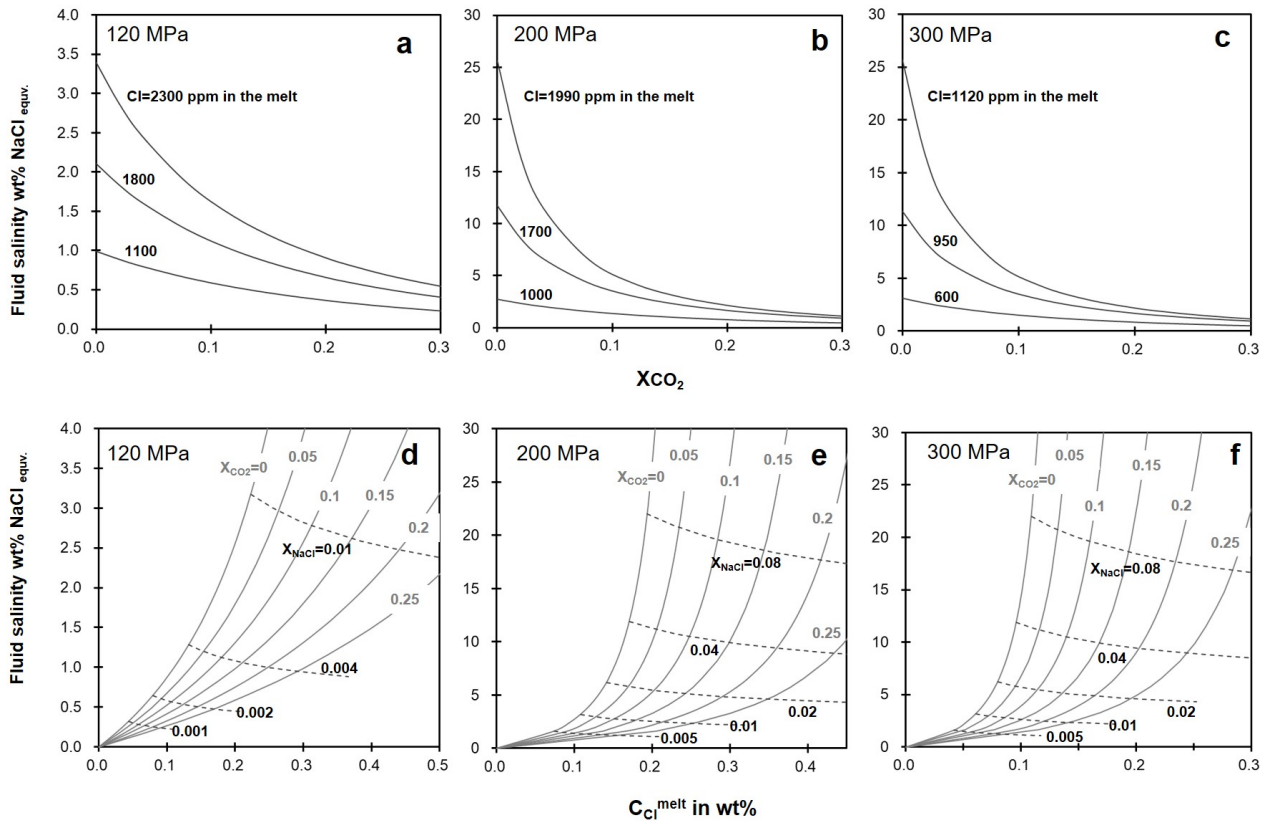 120 MPa
a
4.0
3.5
3.0
2.5
2.0
1.5
1.0
0.5
0.0
Fluid salinity wt% NaCl equv.
Cl=2300 ppm in the melt
1800
1100
0.0 0.1 0.2 0.3
200 MPa
b
30
25
20
15
10
5
0
Cl=1990 ppm in the melt
1700
1000
0.0 0.1 0.2 0.3
300 MPa
c
30
25
20
15
10
5
0
Cl=1120 ppm in the melt
950
600
0.0 0.1 0.2 0.3
XCO2
120 MPa
d
4.0
3.5
3.0
2.5
2.0
1.5
1.0
0.5
0.0
Fluid salinity wt% NaCl equv.
XCO2=0
0.05
0.1
0.15
0.2
0.25
XNaCl=0.01
0.004
0.002
0.001
0.0 0.1 0.2 0.3 0.4 0.5
200 MPa
e
30
25
20
15
10
5
0
XCO2=0
0.05
0.1
0.15
0.2
0.25
XNaCl=0.08
0.04
0.02
0.01
0.005
0.0 0.1 0.2 0.3 0.4
300 MPa
f
30
25
20
15
10
5
0
XCO2=0
0.05
0.1
0.15
0.2
0.25
XNaCl=0.08
0.04
0.02
0.01
0.005
0.0 0.1 0.2 0.3
CCl melt in wt%